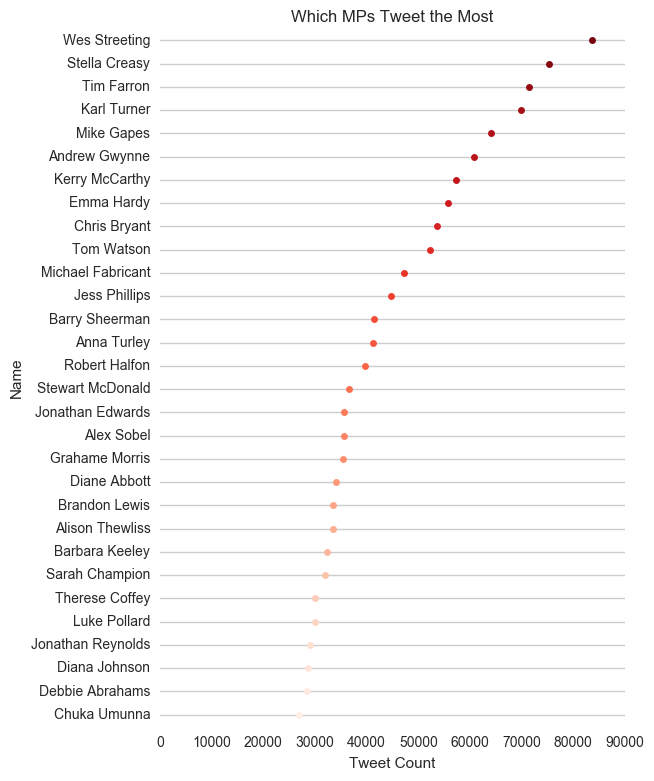 Which MPs Tweet the Most
Wes Streeting
Stella Creasy
Tim Farron
Karl Turner
Mike Gapes
Andrew Gwynne
Kerry McCarthy
Emma Hardy
Chris Bryant
Tom Watson
Michael Fabricant
Jess Phillips
Barry Sheerman
Anna Turley
Robert Halfon
Stewart McDonald
Jonathan Edwards
Alex Sobel
Grahame Morris
Diane Abbott
Brandon Lewis
Alison Thewliss
Barbara Keeley
Sarah Champion
Therese Coffey
Luke Pollard
Jonathan Reynolds
Diana Johnson
Debbie Abrahams
Chuka Umunna
Name
0 10000 20000 30000 40000 50000 60000 70000 80000 90000
Tweet Count